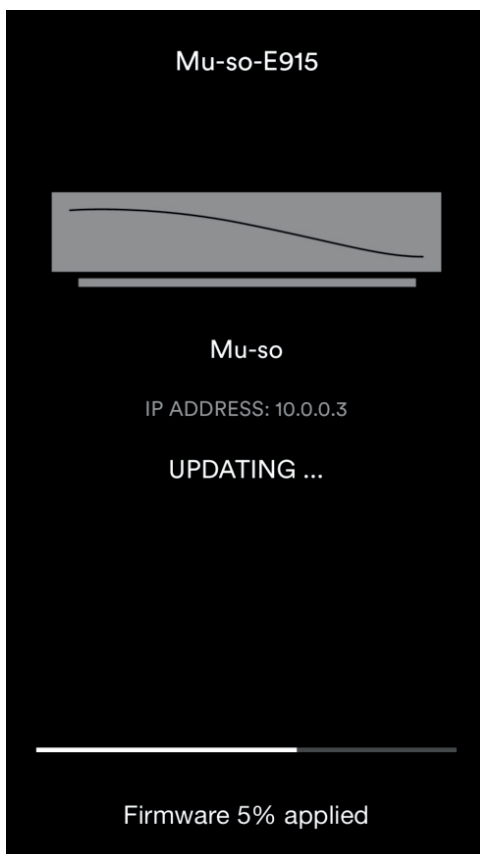 Mu-so-E915
Mu-so
IP ADDRESS: 10.0.0.3
UPDATING ...
Firmware 5% applied